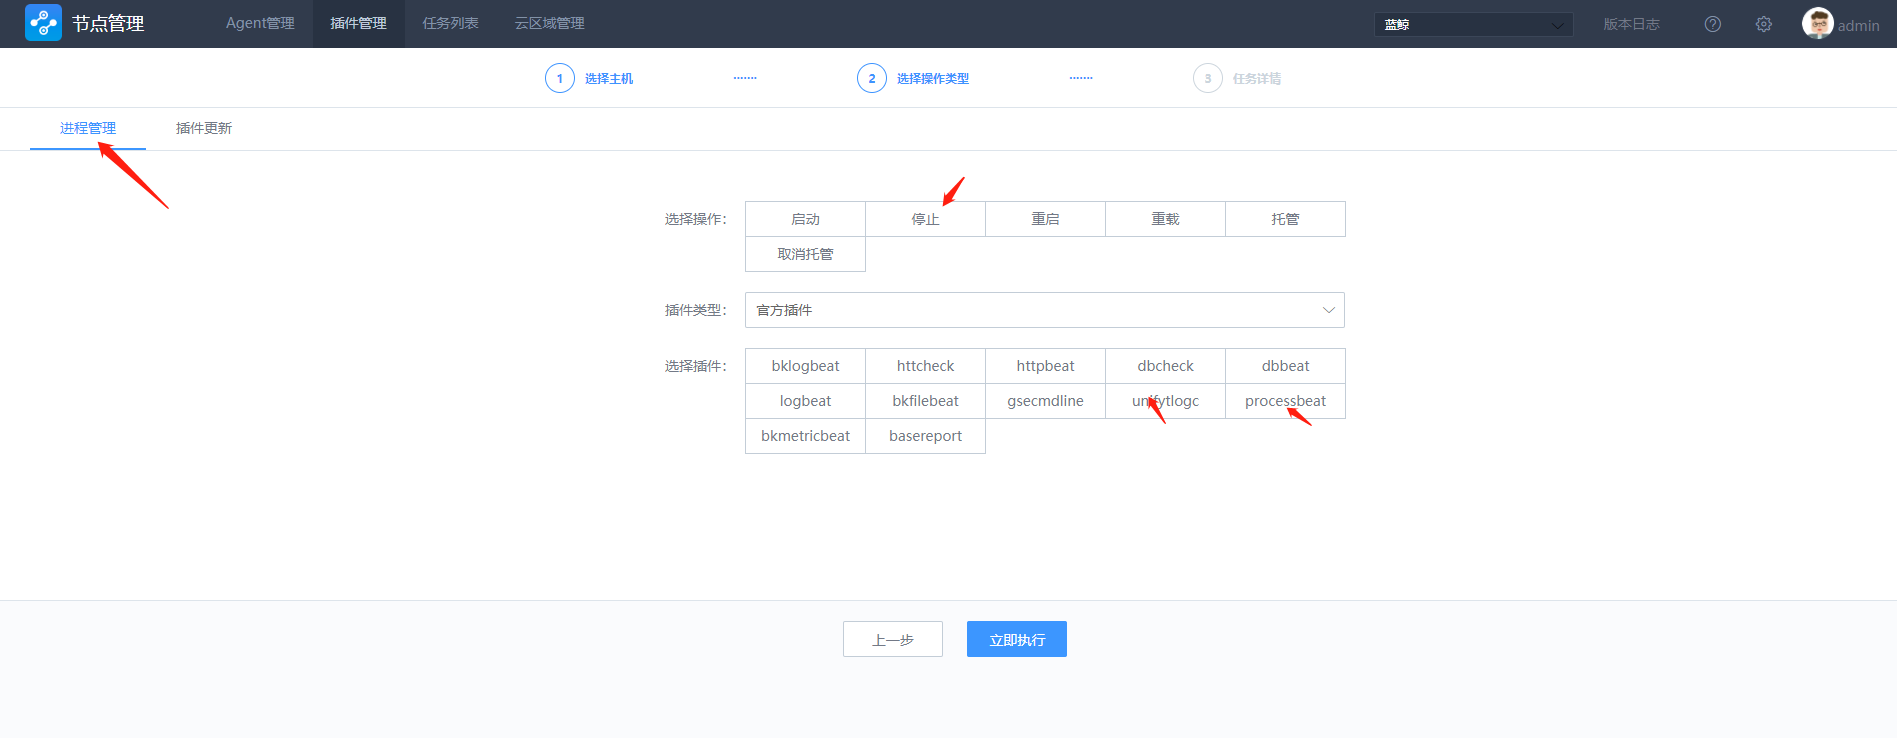 节点管理 Agent管理 插件管理 任务列表 云区域管理 蓝鲸 版本日志 admin
1 选择主机 ······· 2 选择操作类型 ······· 3 任务详情
进程管理 插件更新
选择操作： 启动 停止 重启 重载 托管
取消托管
插件类型： 官方插件
选择插件： bklogbeat httcheck httpbeat dbcheck dbbeat
logbeat bkfilebeat gsecmdline unifytlogc processbeat
bkmetricbeat basereport
上一步 立即执行